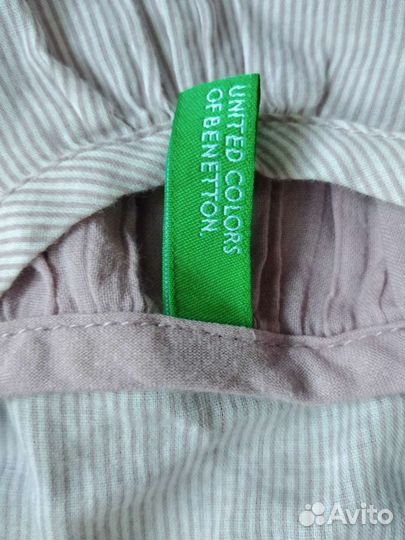 UNITED COLORS
OF BENETTON.
Avito